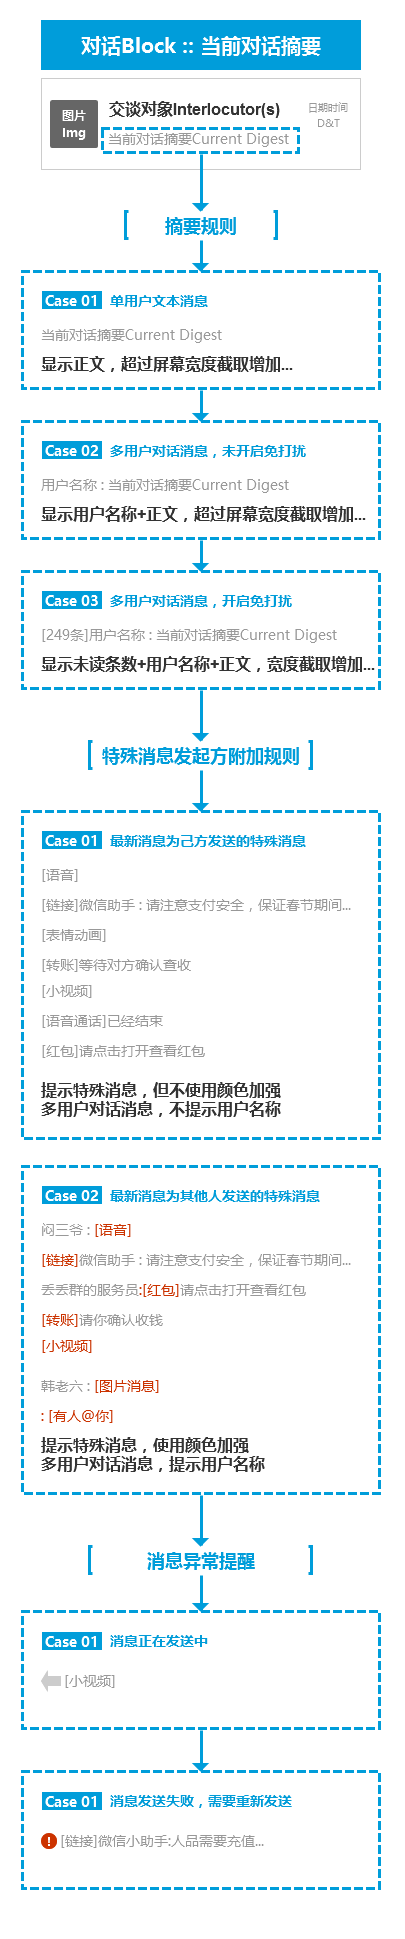 对话Block :: 当前对话摘要
图片
Img
交谈对象Interlocutor(s)
当前对话摘要Current Digest
日期时间
D&T
摘要规则
Case 01 单用户文本消息
当前对话摘要Current Digest
显示正文，超过屏幕宽度截取增加...
Case 02 多用户对话消息，未开启免打扰
用户名称 : 当前对话摘要Current Digest
显示用户名称+正文，超过屏幕宽度截取增加...
Case 03 多用户对话消息，开启免打扰
[249条]用户名称 : 当前对话摘要Current Digest
显示未读条数+用户名称+正文，宽度截取增加...
特殊消息发起方附加规则
Case 01 最新消息为己方发送的特殊消息
[语音]
[链接]微信助手 : 请注意支付安全，保证春节期间...
[表情动画]
[转账]等待对方确认查收
[小视频]
[语音通话]已经结束
[红包]请点击打开查看红包
提示特殊消息，但不使用颜色加强
多用户对话消息，不提示用户名称
Case 02 最新消息为其他人发送的特殊消息
闷三爷 : [语音]
[链接]微信助手 : 请注意支付安全，保证春节期间...
丢丢群的服务员:[红包]请点击打开查看红包
[转账]请你确认收钱
[小视频]
韩老六 : [图片消息]
: [有人@你]
提示特殊消息，使用颜色加强
多用户对话消息，提示用户名称
消息异常提醒
Case 01 消息正在发送中
[小视频]
Case 01 消息发送失败，需要重新发送
[链接]微信小助手:人品需要充值...